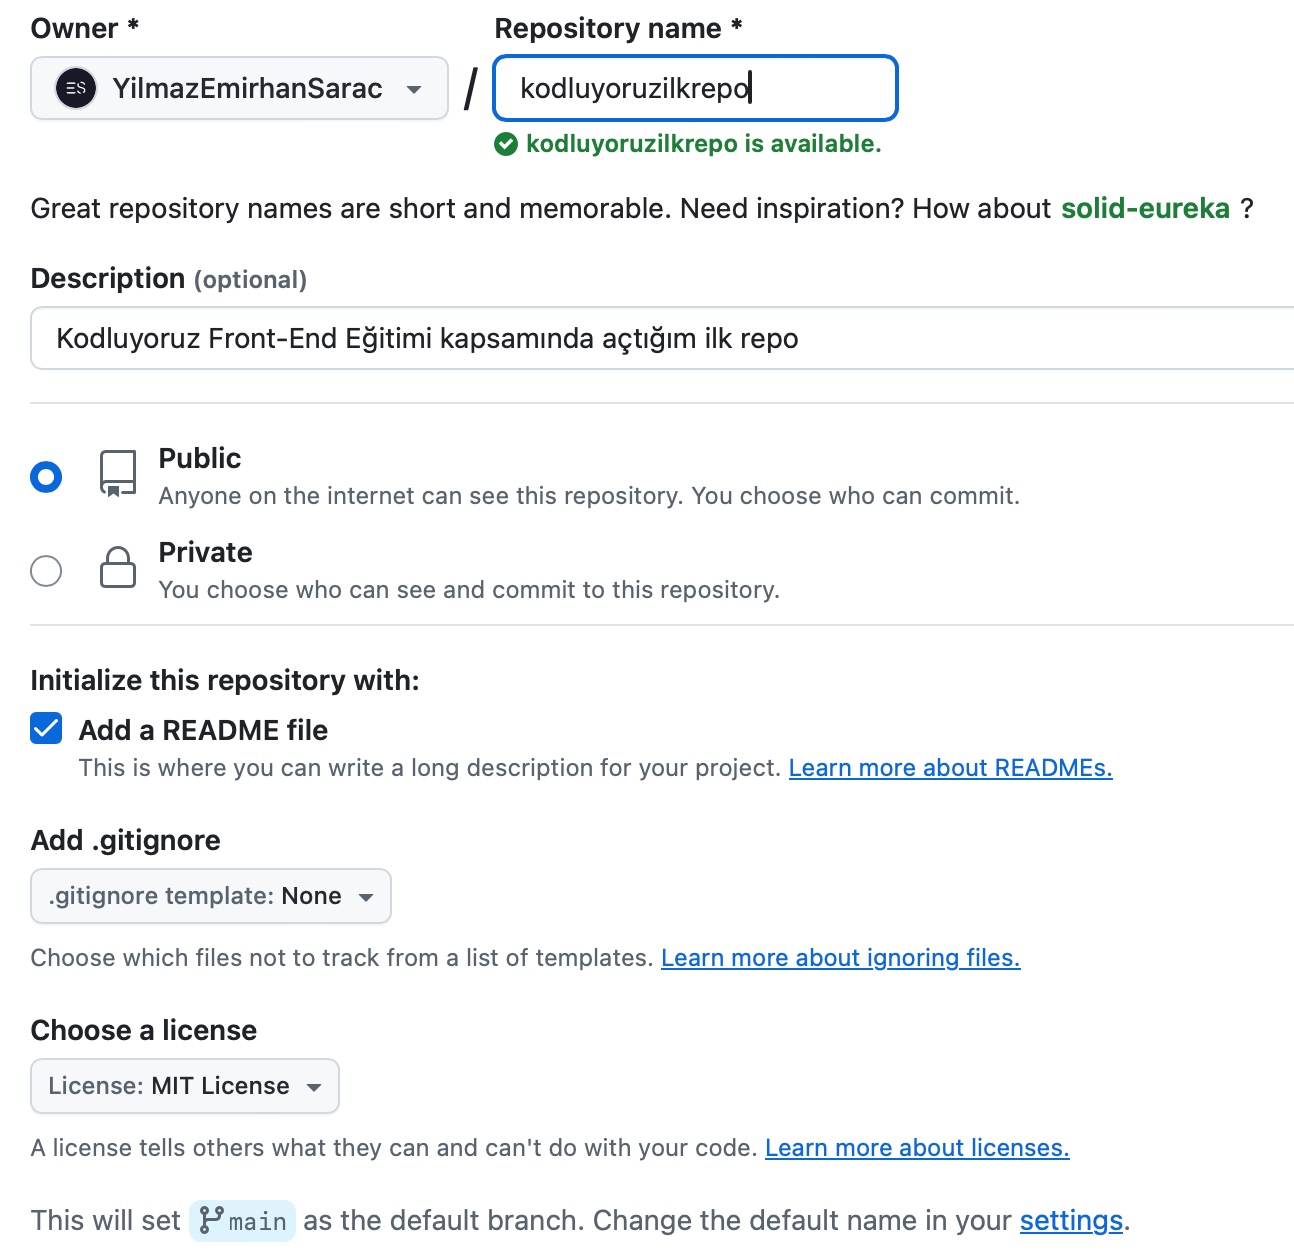 Owner *
Repository name *
ES YilmazEmirhanSarac / kodluyoruzilkrepo
kodluyoruzilkrepo is available.
Great repository names are short and memorable. Need inspiration? How about solid-eureka ?
Description (optional)
Kodluyoruz Front-End Eğitimi kapsamında açtığım ilk repo
Public
Anyone on the internet can see this repository. You choose who can commit.
Private
You choose who can see and commit to this repository.
Initialize this repository with:
Add a README file
This is where you can write a long description for your project. Learn more about READMEs.
Add .gitignore
.gitignore template: None
Choose which files not to track from a list of templates. Learn more about ignoring files.
Choose a license
License: MIT License
A license tells others what they can and can't do with your code. Learn more about licenses.
This will set main as the default branch. Change the default name in your settings.